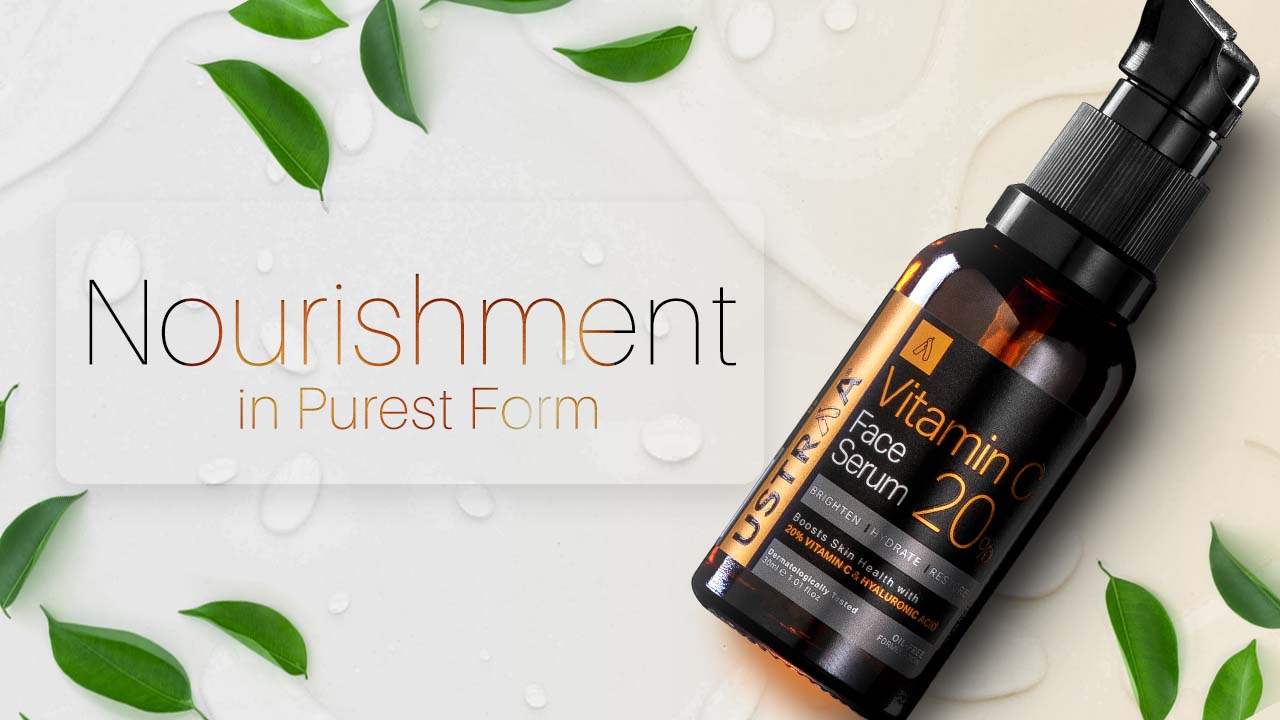 Nourishment
in Purest Form
USTRAA
Vitamin C
Face
Serum
20%
BRIGHTEN | HYDRATE | RESTORE
Boosts Skin Health with
20% VITAMIN C & HYALURONIC ACID
Dermatologically Tested
30ml e 1.01 fl.oz
OIL-FREE